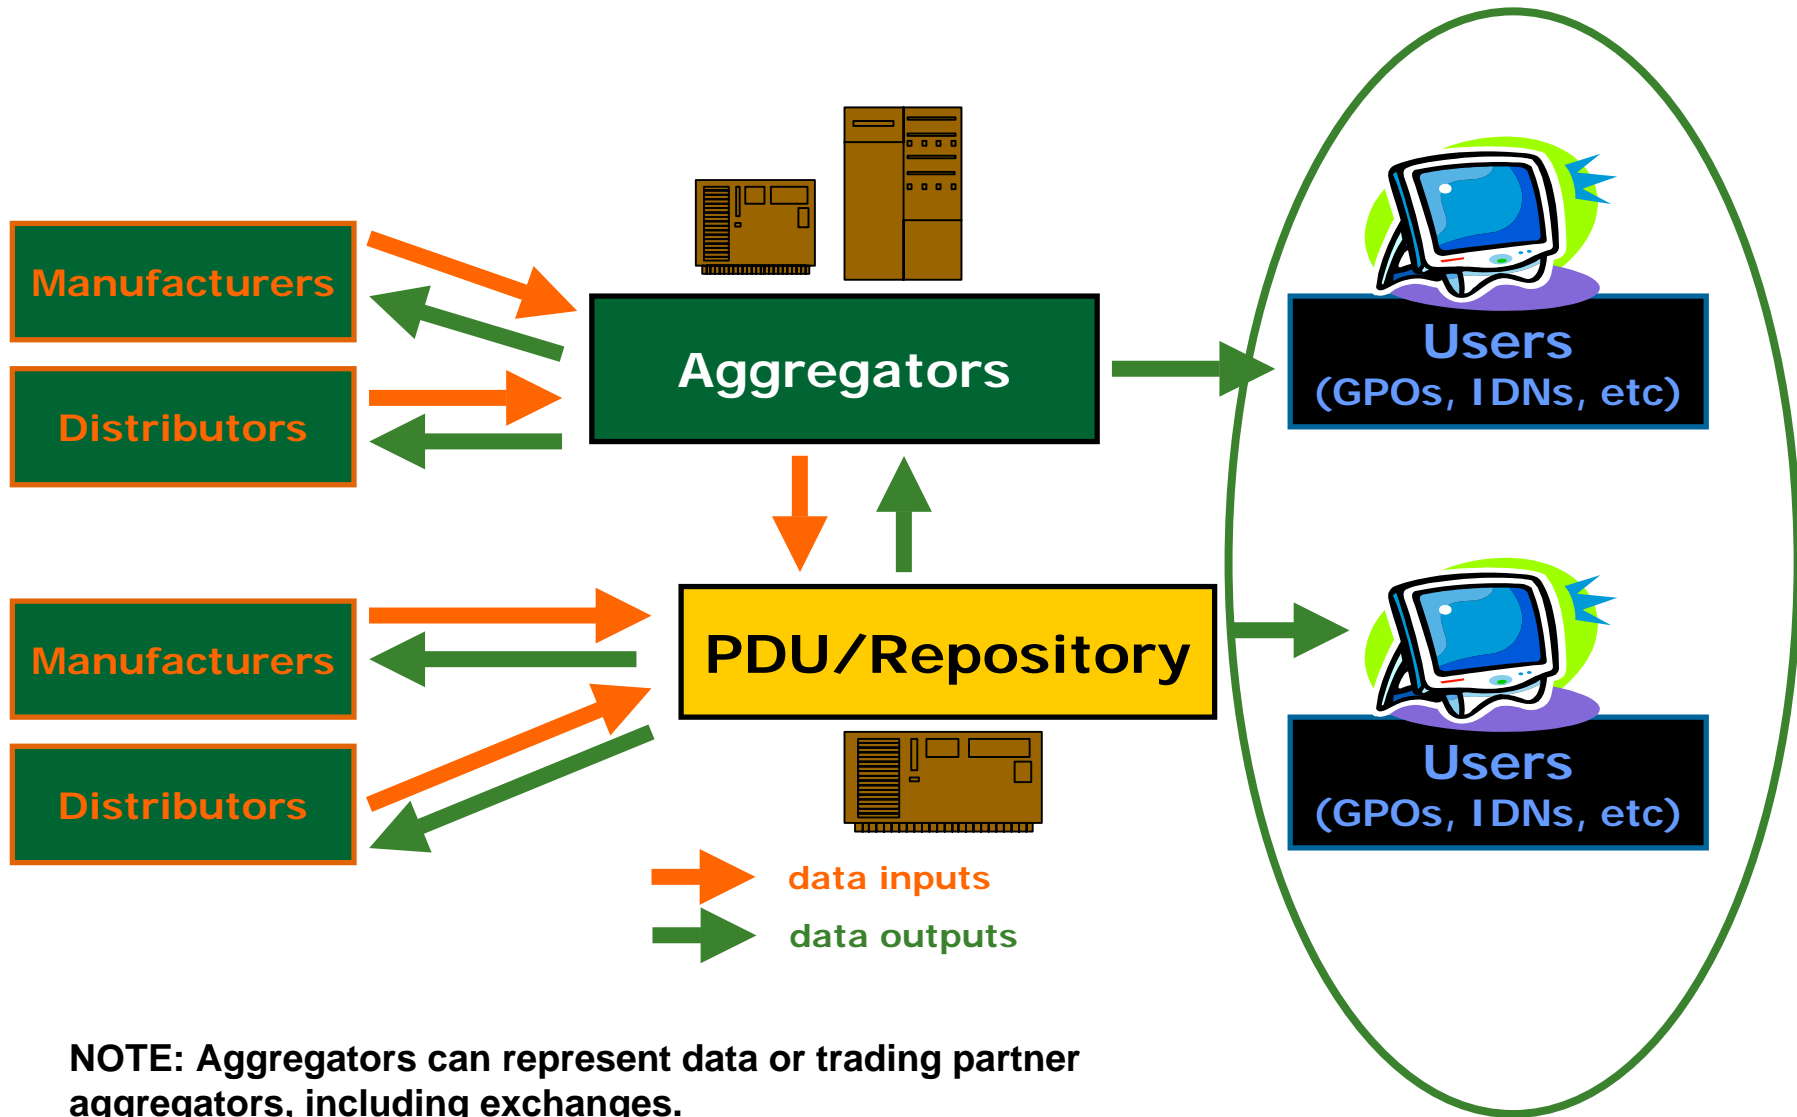 Manufacturers
Distributors
Aggregators
Users
(GPOs, IDNs, etc)
Manufacturers
Distributors
PDU/Repository
Users
(GPOs, IDNs, etc)
data inputs
data outputs
NOTE: Aggregators can represent data or trading partner
aggregators, including exchanges.